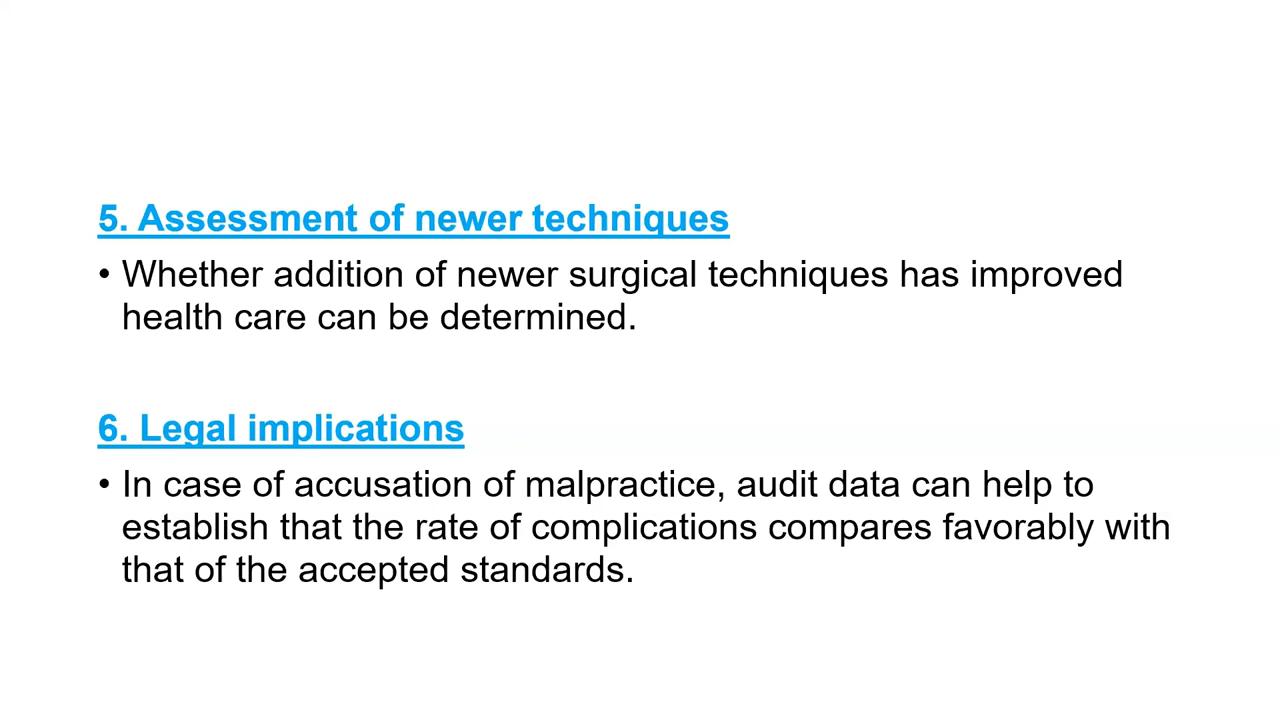 5. Assessment of newer techniques
• Whether addition of newer surgical techniques has improved
health care can be determined.
6. Legal implications
• In case of accusation of malpractice, audit data can help to
establish that the rate of complications compares favorably with
that of the accepted standards.